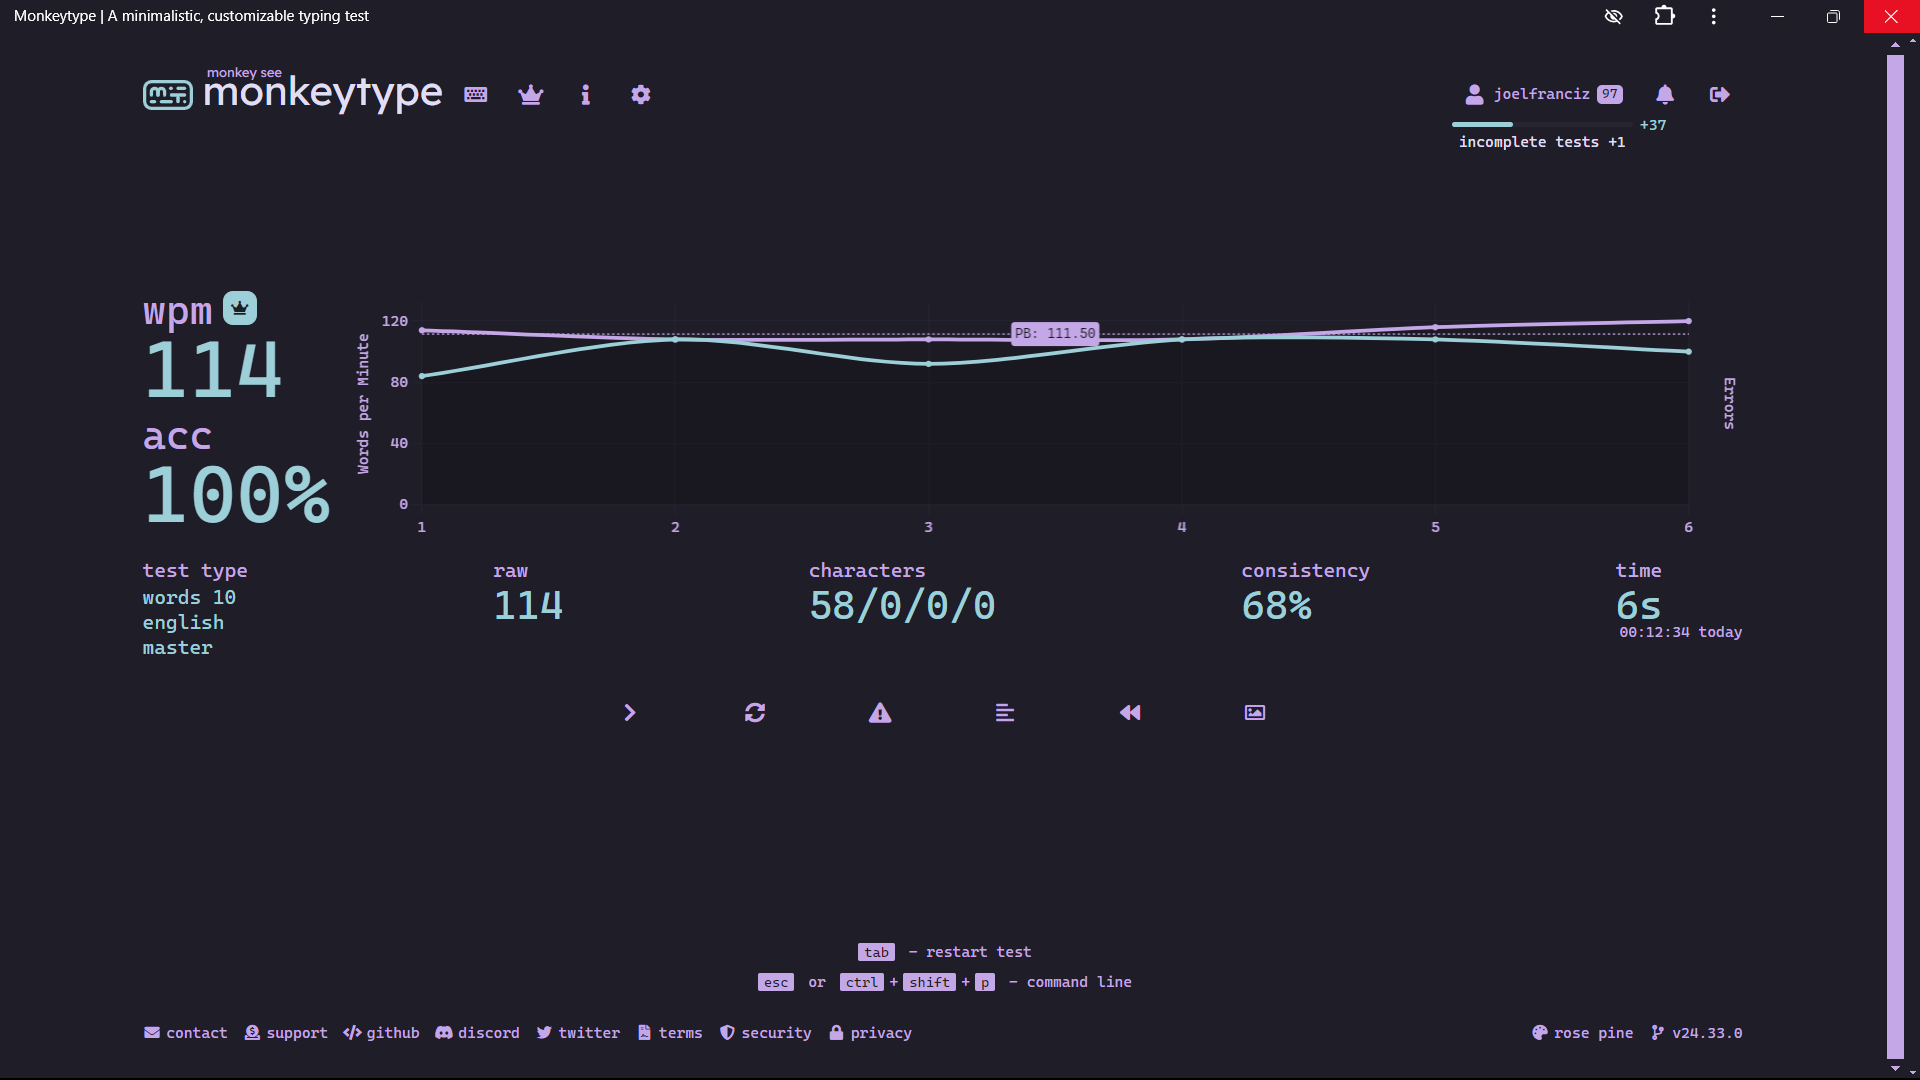 Monkeytype | A minimalistic, customizable typing test
monkey see
monkeytype
joelfranciz 97
+37
incomplete tests +1
wpm
114
acc
100%
Words per Minute
120
80
40
0
PB: 111.50
Errors
1 2 3 4 5 6
test type
words 10
english
master
raw
114
characters
58/0/0/0
consistency
68%
time
6s
00:12:34 today
tab - restart test
esc or ctrl + shift + p - command line
contact support github discord twitter terms security privacy
rose pine v24.33.0